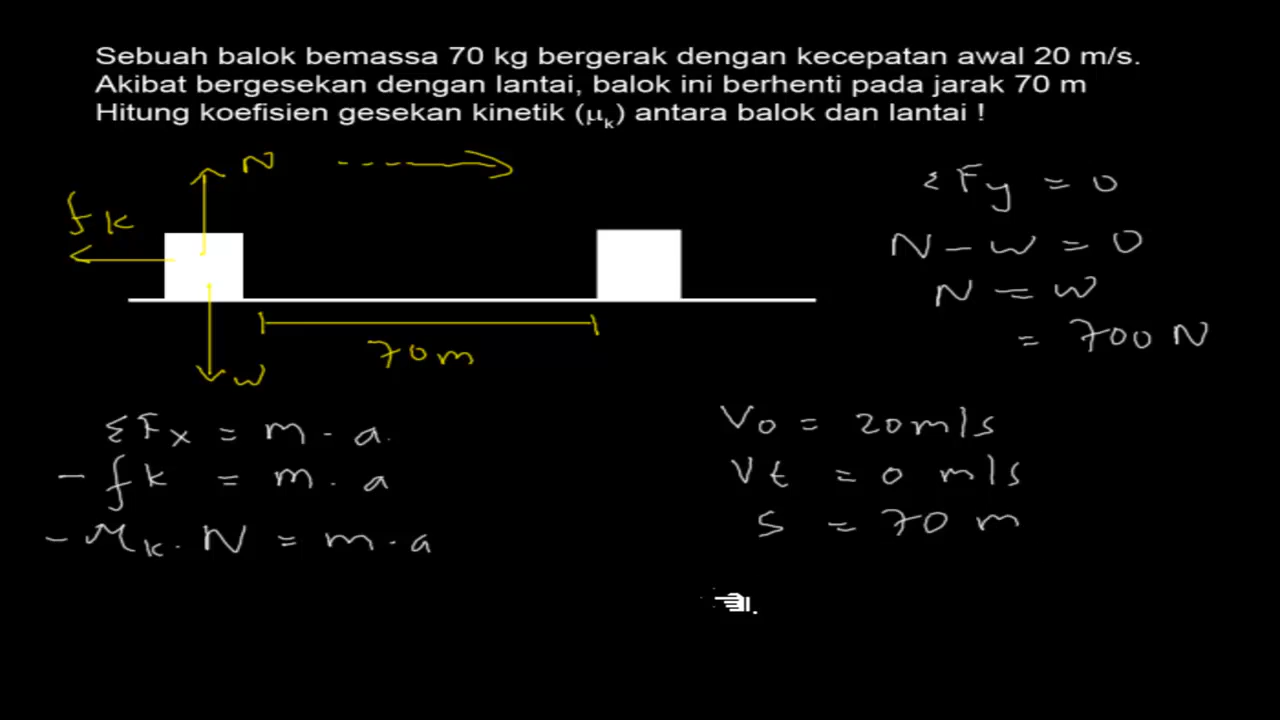 Sebuah balok bemassa 70 kg bergerak dengan kecepatan awal 20 m/s.
Akibat bergesekan dengan lantai, balok ini berhenti pada jarak 70 m
Hitung koefisien gesekan kinetik (μk) antara balok dan lantai !
N
fk
W
70 m
ΣFy = 0
N - W = 0
N = W
= 700 N
ΣFx = m . a
- fk = m . a
- μk . N = m . a
Vo = 20 m/s
Vt = 0 m/s
S = 70 m